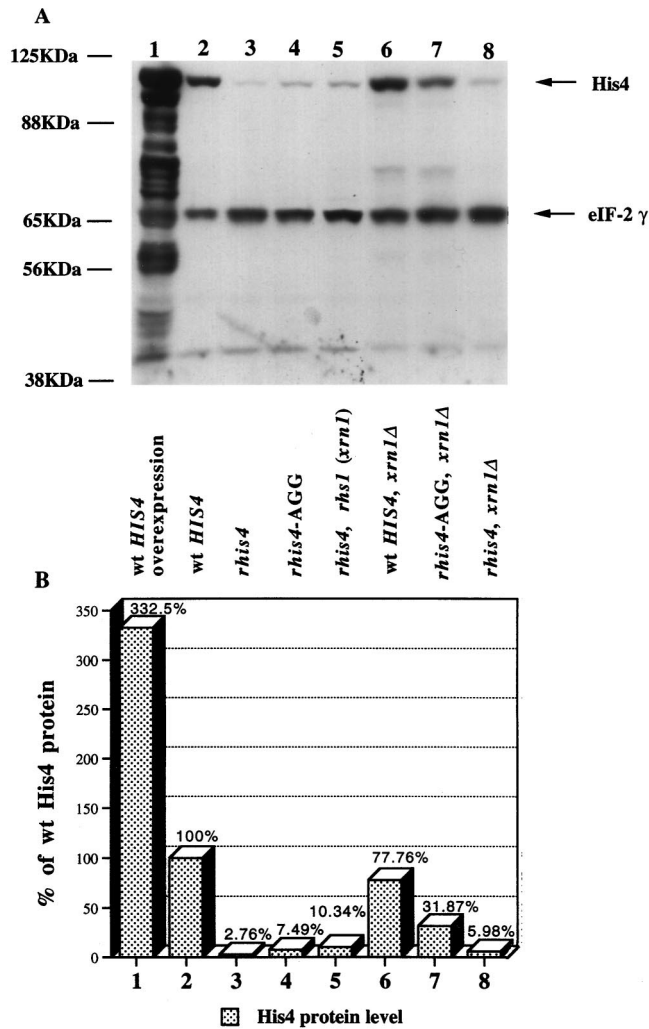 A
1 2 3 4 5 6 7 8
125KDa
His4
88KDa
65KDa
eIF-2 γ
56KDa
38KDa
wt HIS4
overexpression
wt HIS4
rhis4
rhis4-AGG
rhis4, rhs1 (xrn1)
wt HIS4, xrn1Δ
rhis4-AGG, xrn1Δ
rhis4, xrn1Δ
B
% of wt His4 protein
350
300
250
200
150
100
50
0
332.5%
100%
2.76%
7.49%
10.34%
77.76%
31.87%
5.98%
1 2 3 4 5 6 7 8
His4 protein level